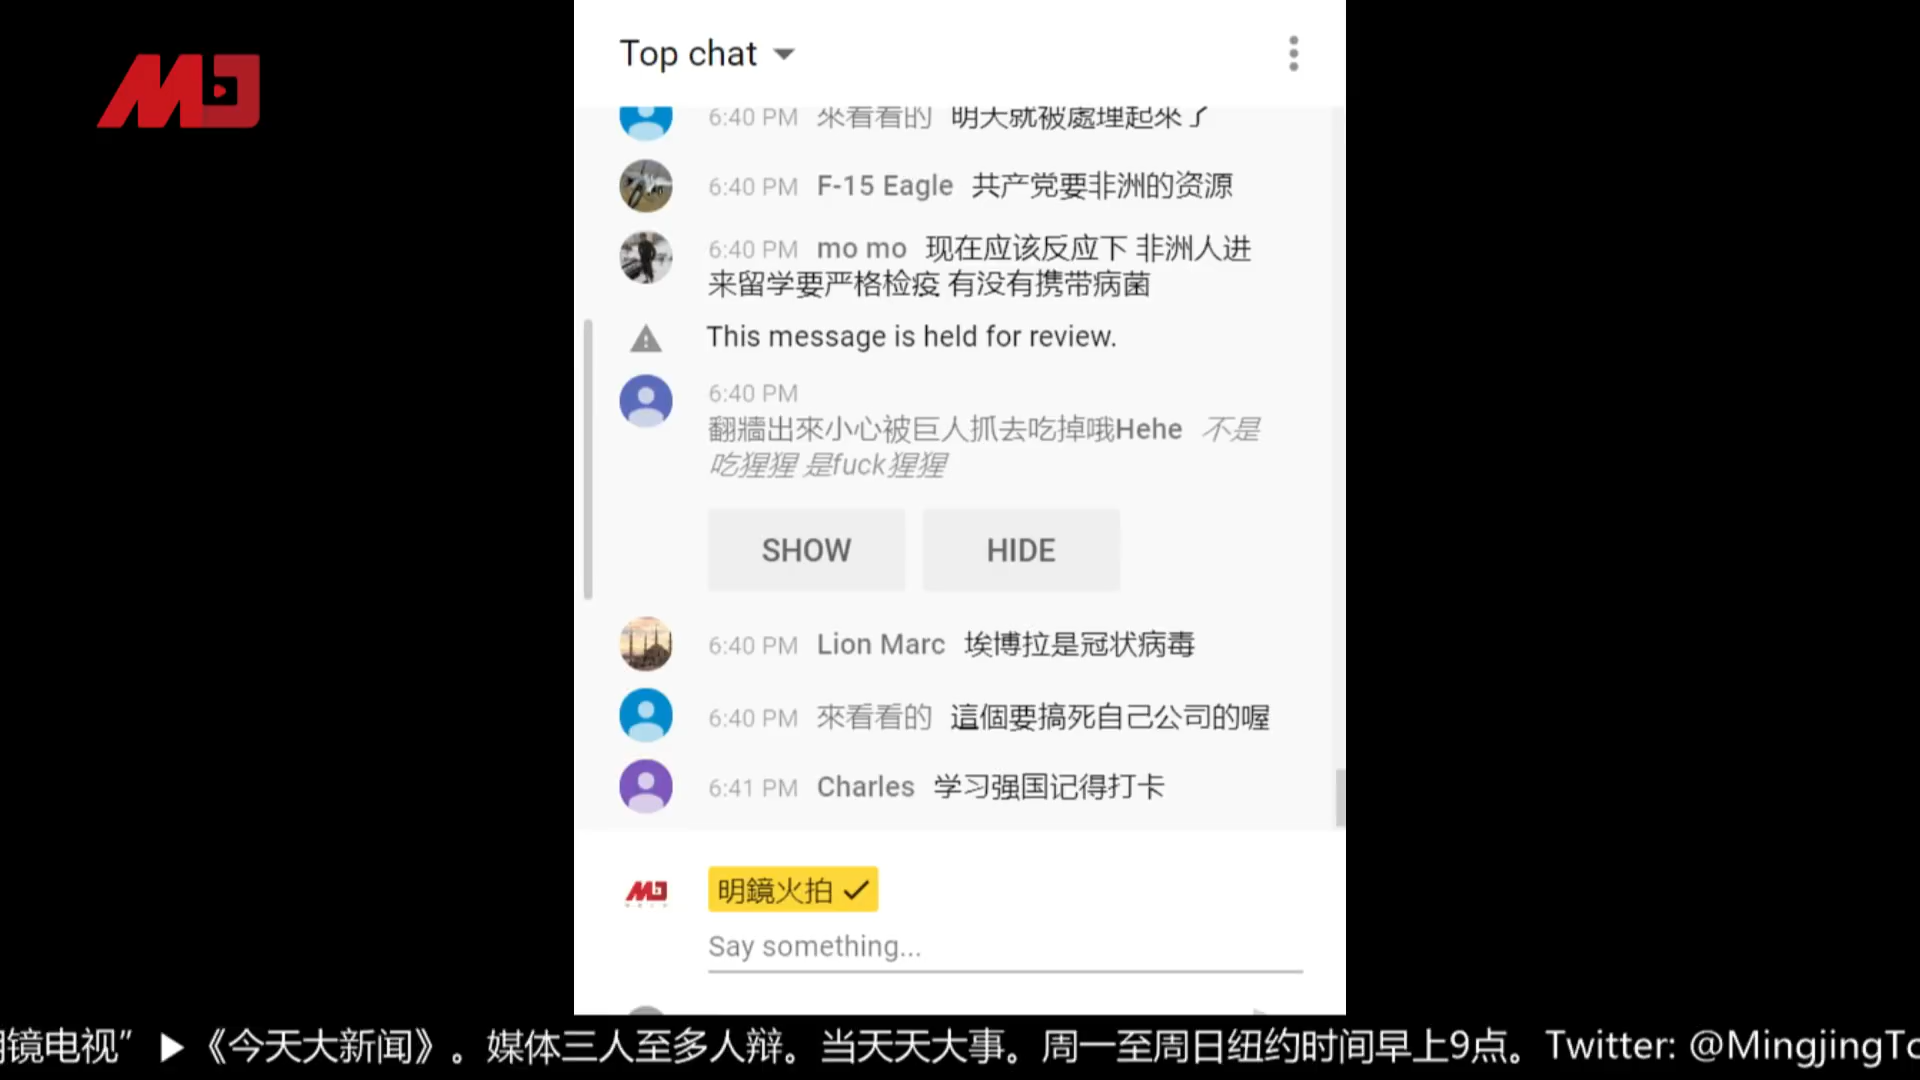 Top chat
6:40 PM 來看看的 明天就被處理起來了
6:40 PM F-15 Eagle 共产党要非洲的资源
6:40 PM mo mo 现在应该反应下 非洲人进
来留学要严格检疫 有没有携带病菌
This message is held for review.
6:40 PM
翻牆出來小心被巨人抓去吃掉哦Hehe 不是
吃猩猩 是fuck猩猩
SHOW HIDE
6:40 PM Lion Marc 埃博拉是冠状病毒
6:40 PM 來看看的 這個要搞死自己公司的喔
6:41 PM Charles 学习强国记得打卡
明鏡火拍
Say something...
明镜电视” ▶《今天大新闻》。媒体三人至多人辩。当天天大事。周一至周日纽约时间早上9点。Twitter: @MingjingTo